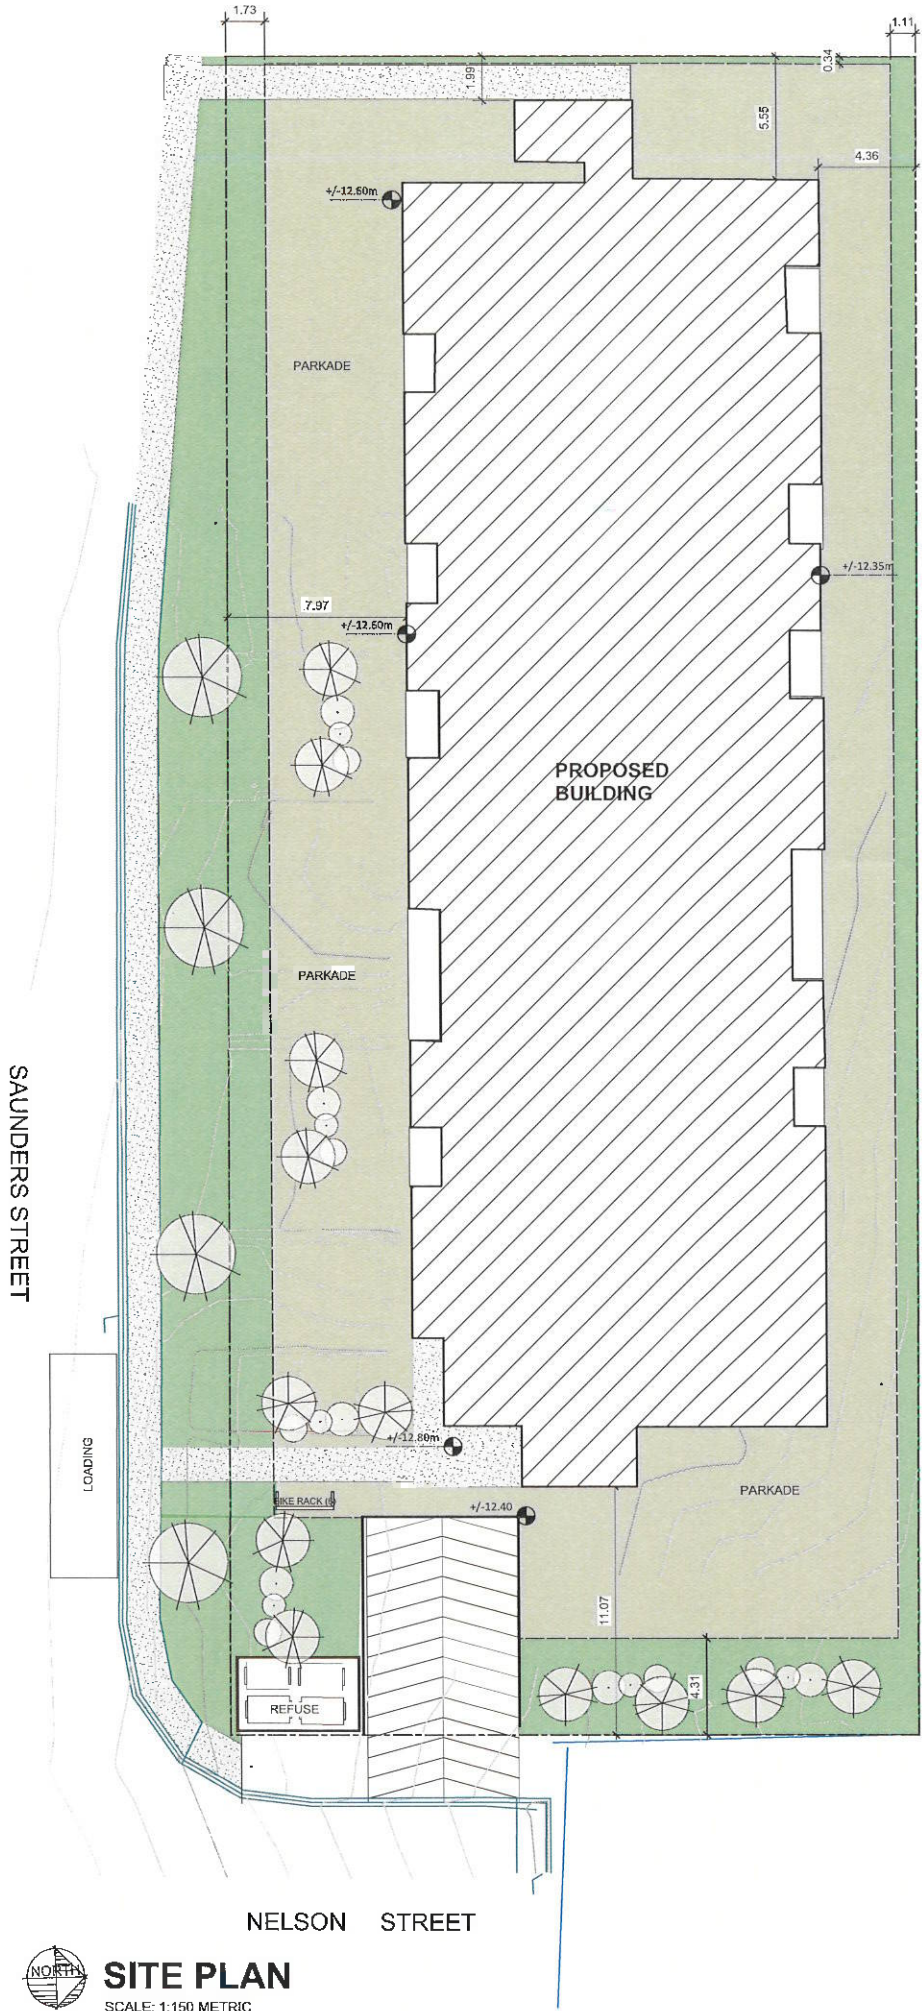 1.73
1.11
1.99
0.34
5.55
4.36
+/-12.60m
PARKADE
+/-12.35m
7.97
+/-12.60m
PROPOSED
BUILDING
PARKADE
SAUNDERS STREET
+/-12.80m
LOADING
BIKE RACK
+/-12.40
PARKADE
11.07
4.31
REFUSE
NELSON STREET
NORTH
SITE PLAN
SCALE: 1:150 METRIC